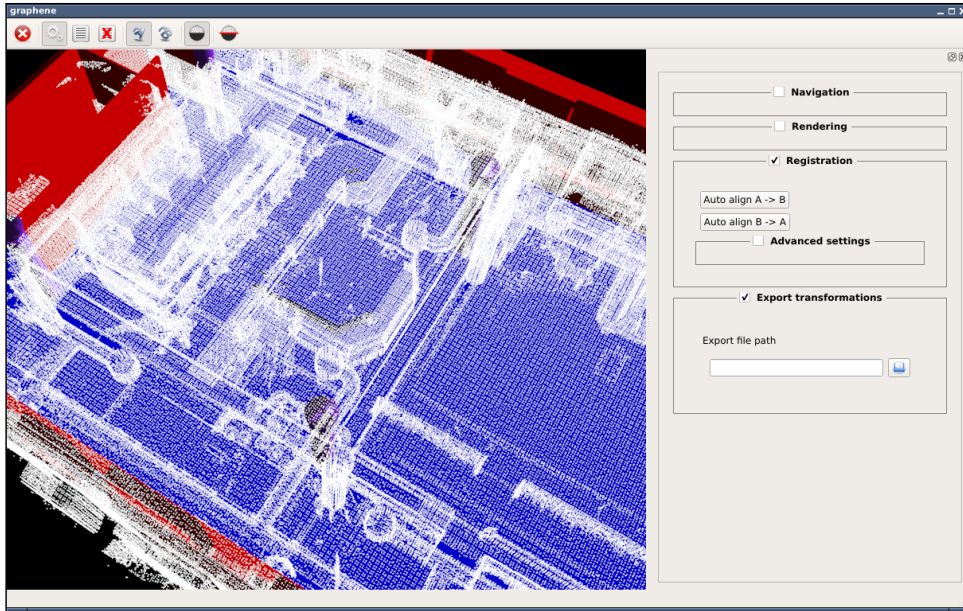 graphene
Navigation
Rendering
Registration
Auto align A -> B
Auto align B -> A
Advanced settings
Export transformations
Export file path